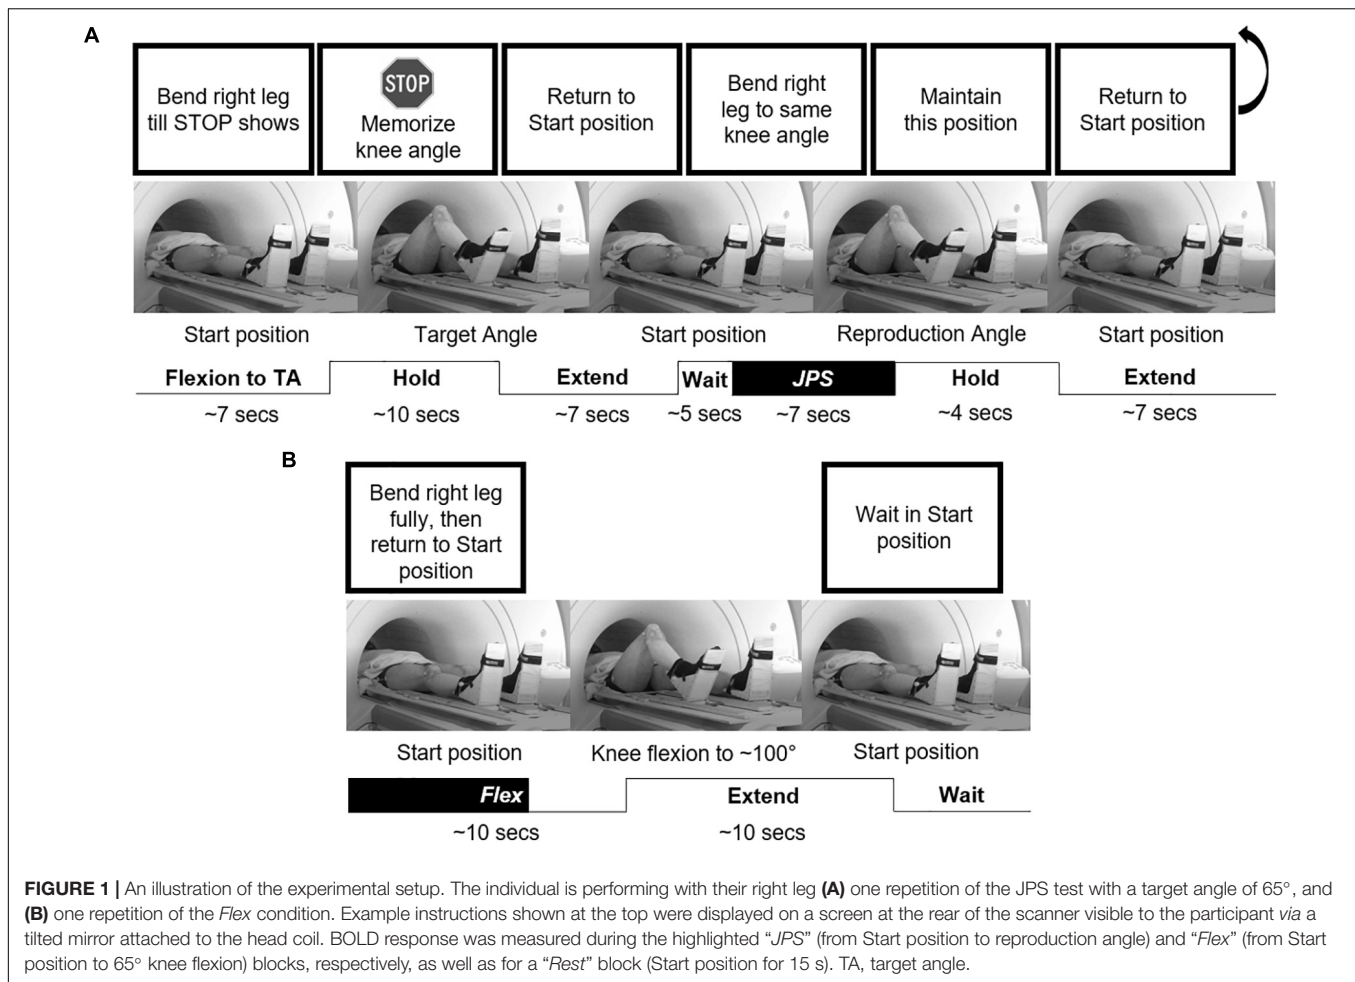 A
Bend right leg
till STOP shows
STOP
Memorize
knee angle
Return to
Start position
Bend right
leg to same
knee angle
Maintain
this position
Return to
Start position
Start position
Target Angle
Start position
Reproduction Angle
Start position
Flexion to TA
Hold
Extend
Wait
JPS
Hold
Extend
~7 secs
~10 secs
~7 secs
~5 secs
~7 secs
~4 secs
~7 secs
B
Bend right leg
fully, then
return to Start
position
Wait in Start
position
Start position
Knee flexion to ~100°
Start position
Flex
Extend
Wait
~10 secs
~10 secs
FIGURE 1 | An illustration of the experimental setup. The individual is performing with their right leg (A) one repetition of the JPS test with a target angle of 65°, and
(B) one repetition of the Flex condition. Example instructions shown at the top were displayed on a screen at the rear of the scanner visible to the participant via a
tilted mirror attached to the head coil. BOLD response was measured during the highlighted “JPS” (from Start position to reproduction angle) and “Flex” (from Start
position to 65° knee flexion) blocks, respectively, as well as for a “Rest” block (Start position for 15 s). TA, target angle.